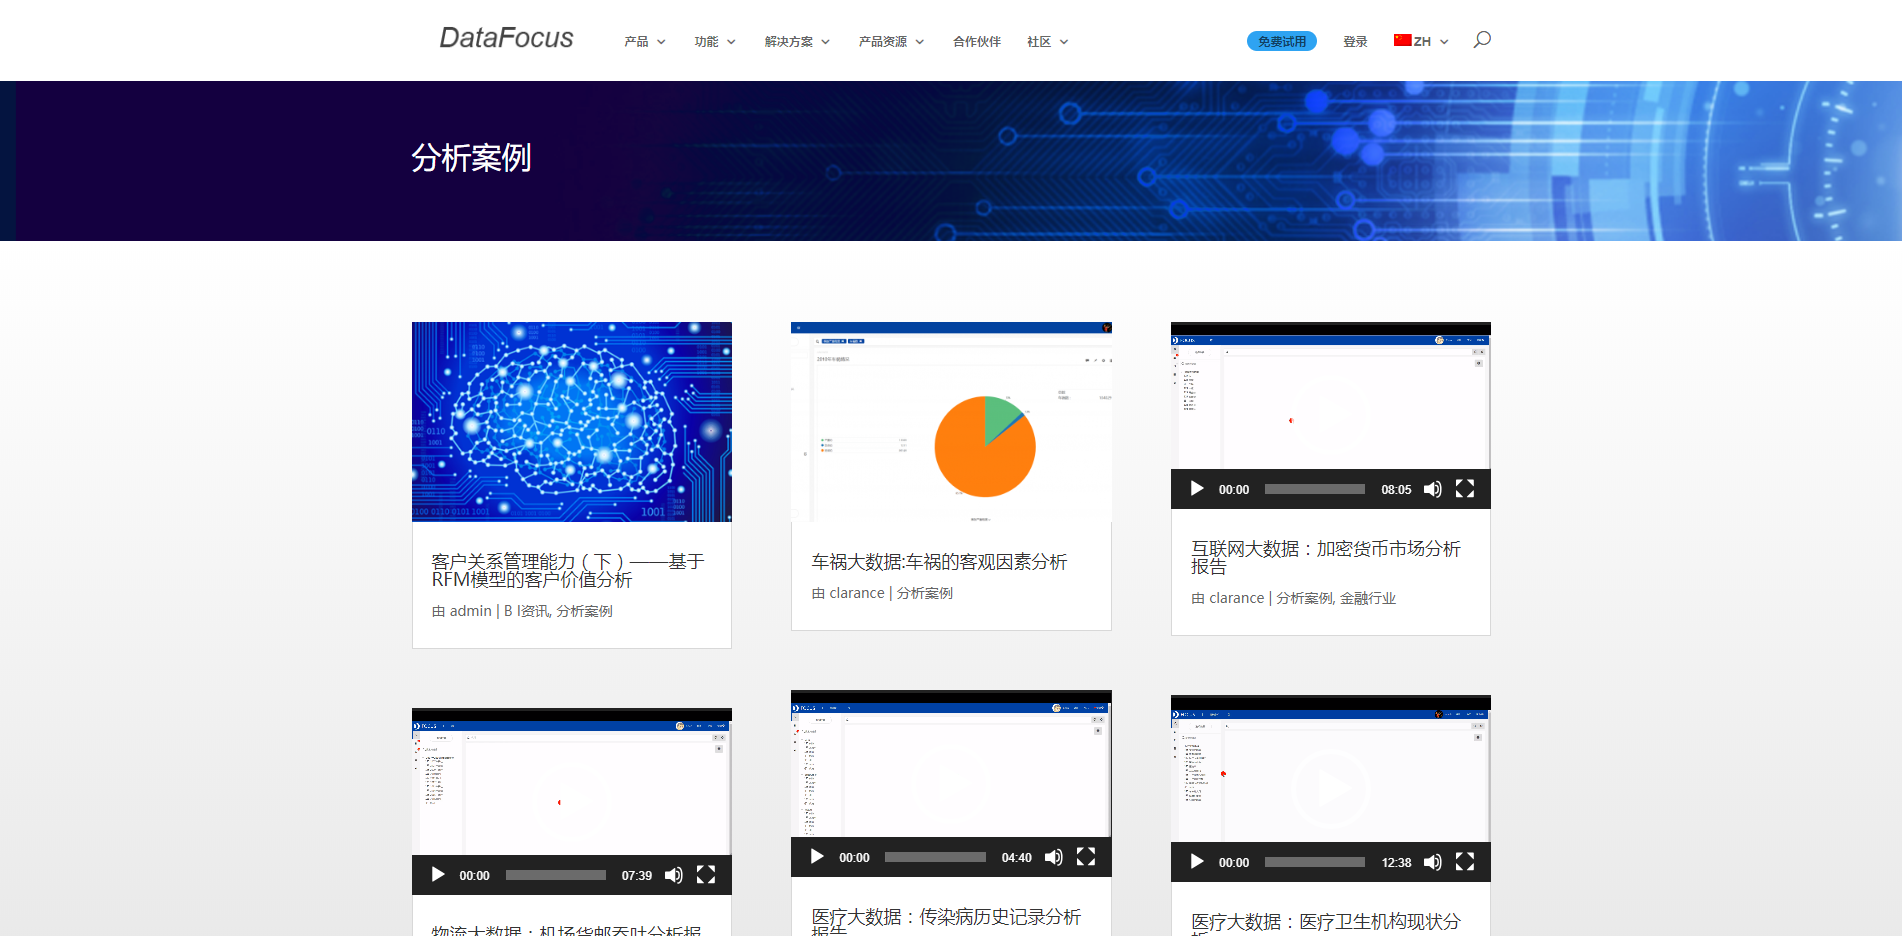 DataFocus 产品 功能 解决方案 产品资源 合作伙伴 社区 免费试用 登录 ZH
分析案例
0110
1001
1001
00:00 08:05
客户关系管理能力（下）——基于
RFM模型的客户价值分析
由 admin | B I资讯, 分析案例
车祸大数据:车祸的客观因素分析
由 clarance | 分析案例
互联网大数据：加密货币市场分析
报告
由 clarance | 分析案例, 金融行业
00:00 07:39
00:00 04:40
00:00 12:38
物流大数据：机场货邮吞吐分析报
医疗大数据：传染病历史记录分析
报告
医疗大数据：医疗卫生机构现状分
析